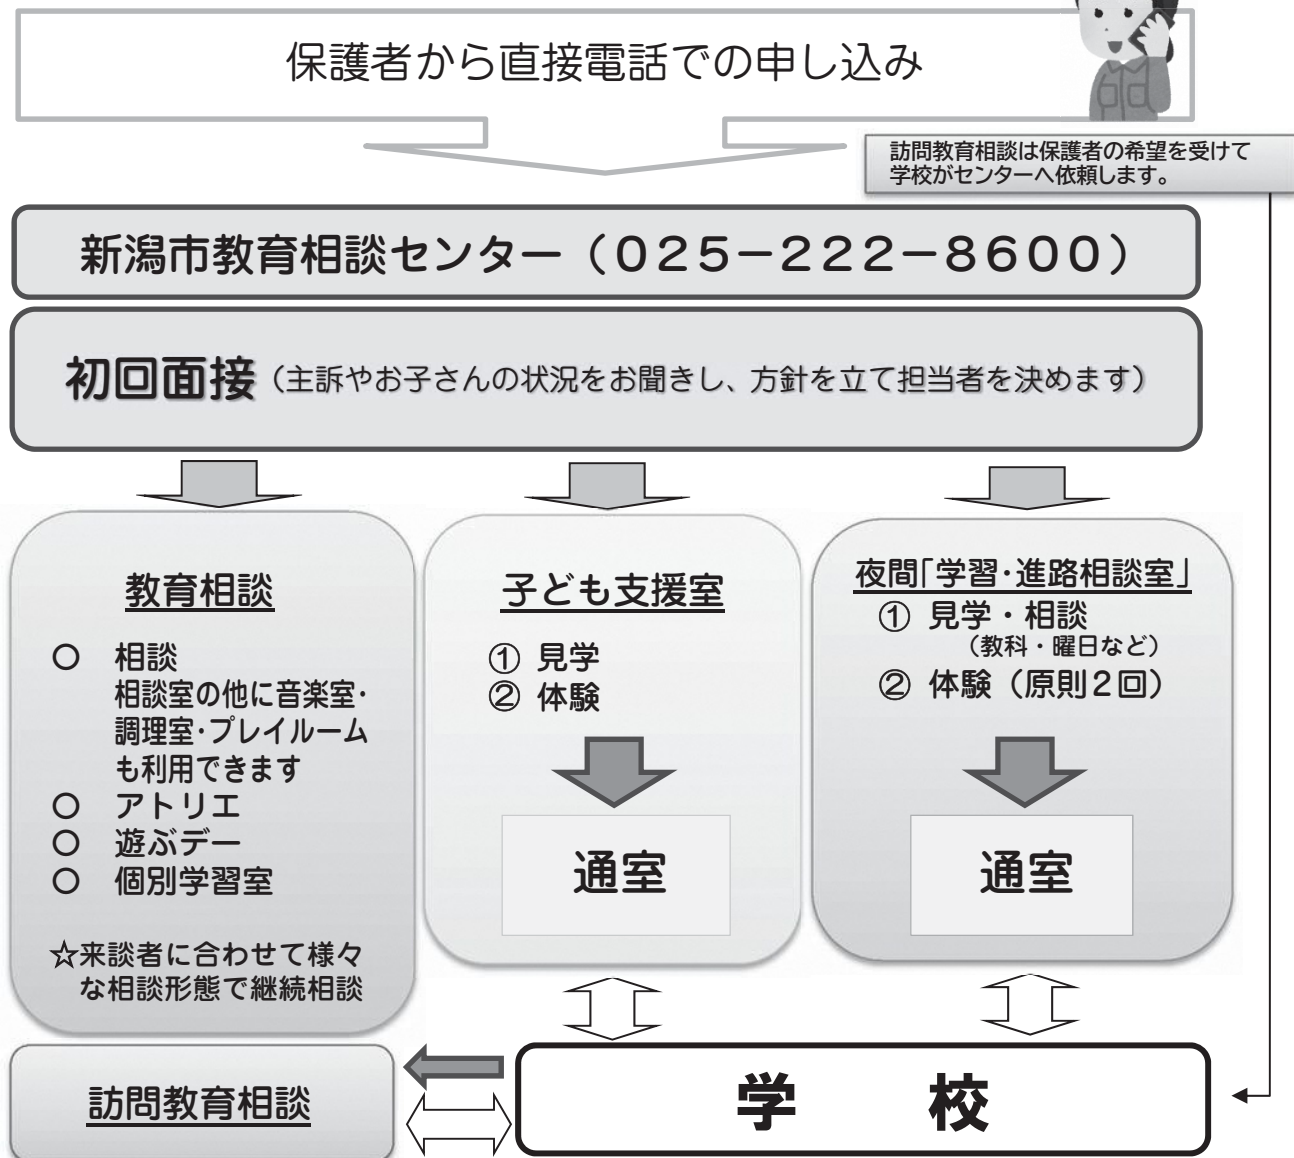 保護者から直接電話での申し込み
訪問教育相談は保護者の希望を受けて
学校がセンターへ依頼します。
新潟市教育相談センター（０２５－２２２－８６００）
初回面接（主訴やお子さんの状況をお聞きし、方針を立て担当者を決めます）
教育相談
○ 相談
相談室の他に音楽室・
調理室・プレイルーム
も利用できます
○ アトリエ
○ 遊ぶデー
○ 個別学習室
☆来談者に合わせて様々
な相談形態で継続相談
子ども支援室
① 見学
② 体験
通室
夜間「学習・進路相談室」
① 見学・相談
（教科・曜日など）
② 体験（原則２回）
通室
訪問教育相談
学 校